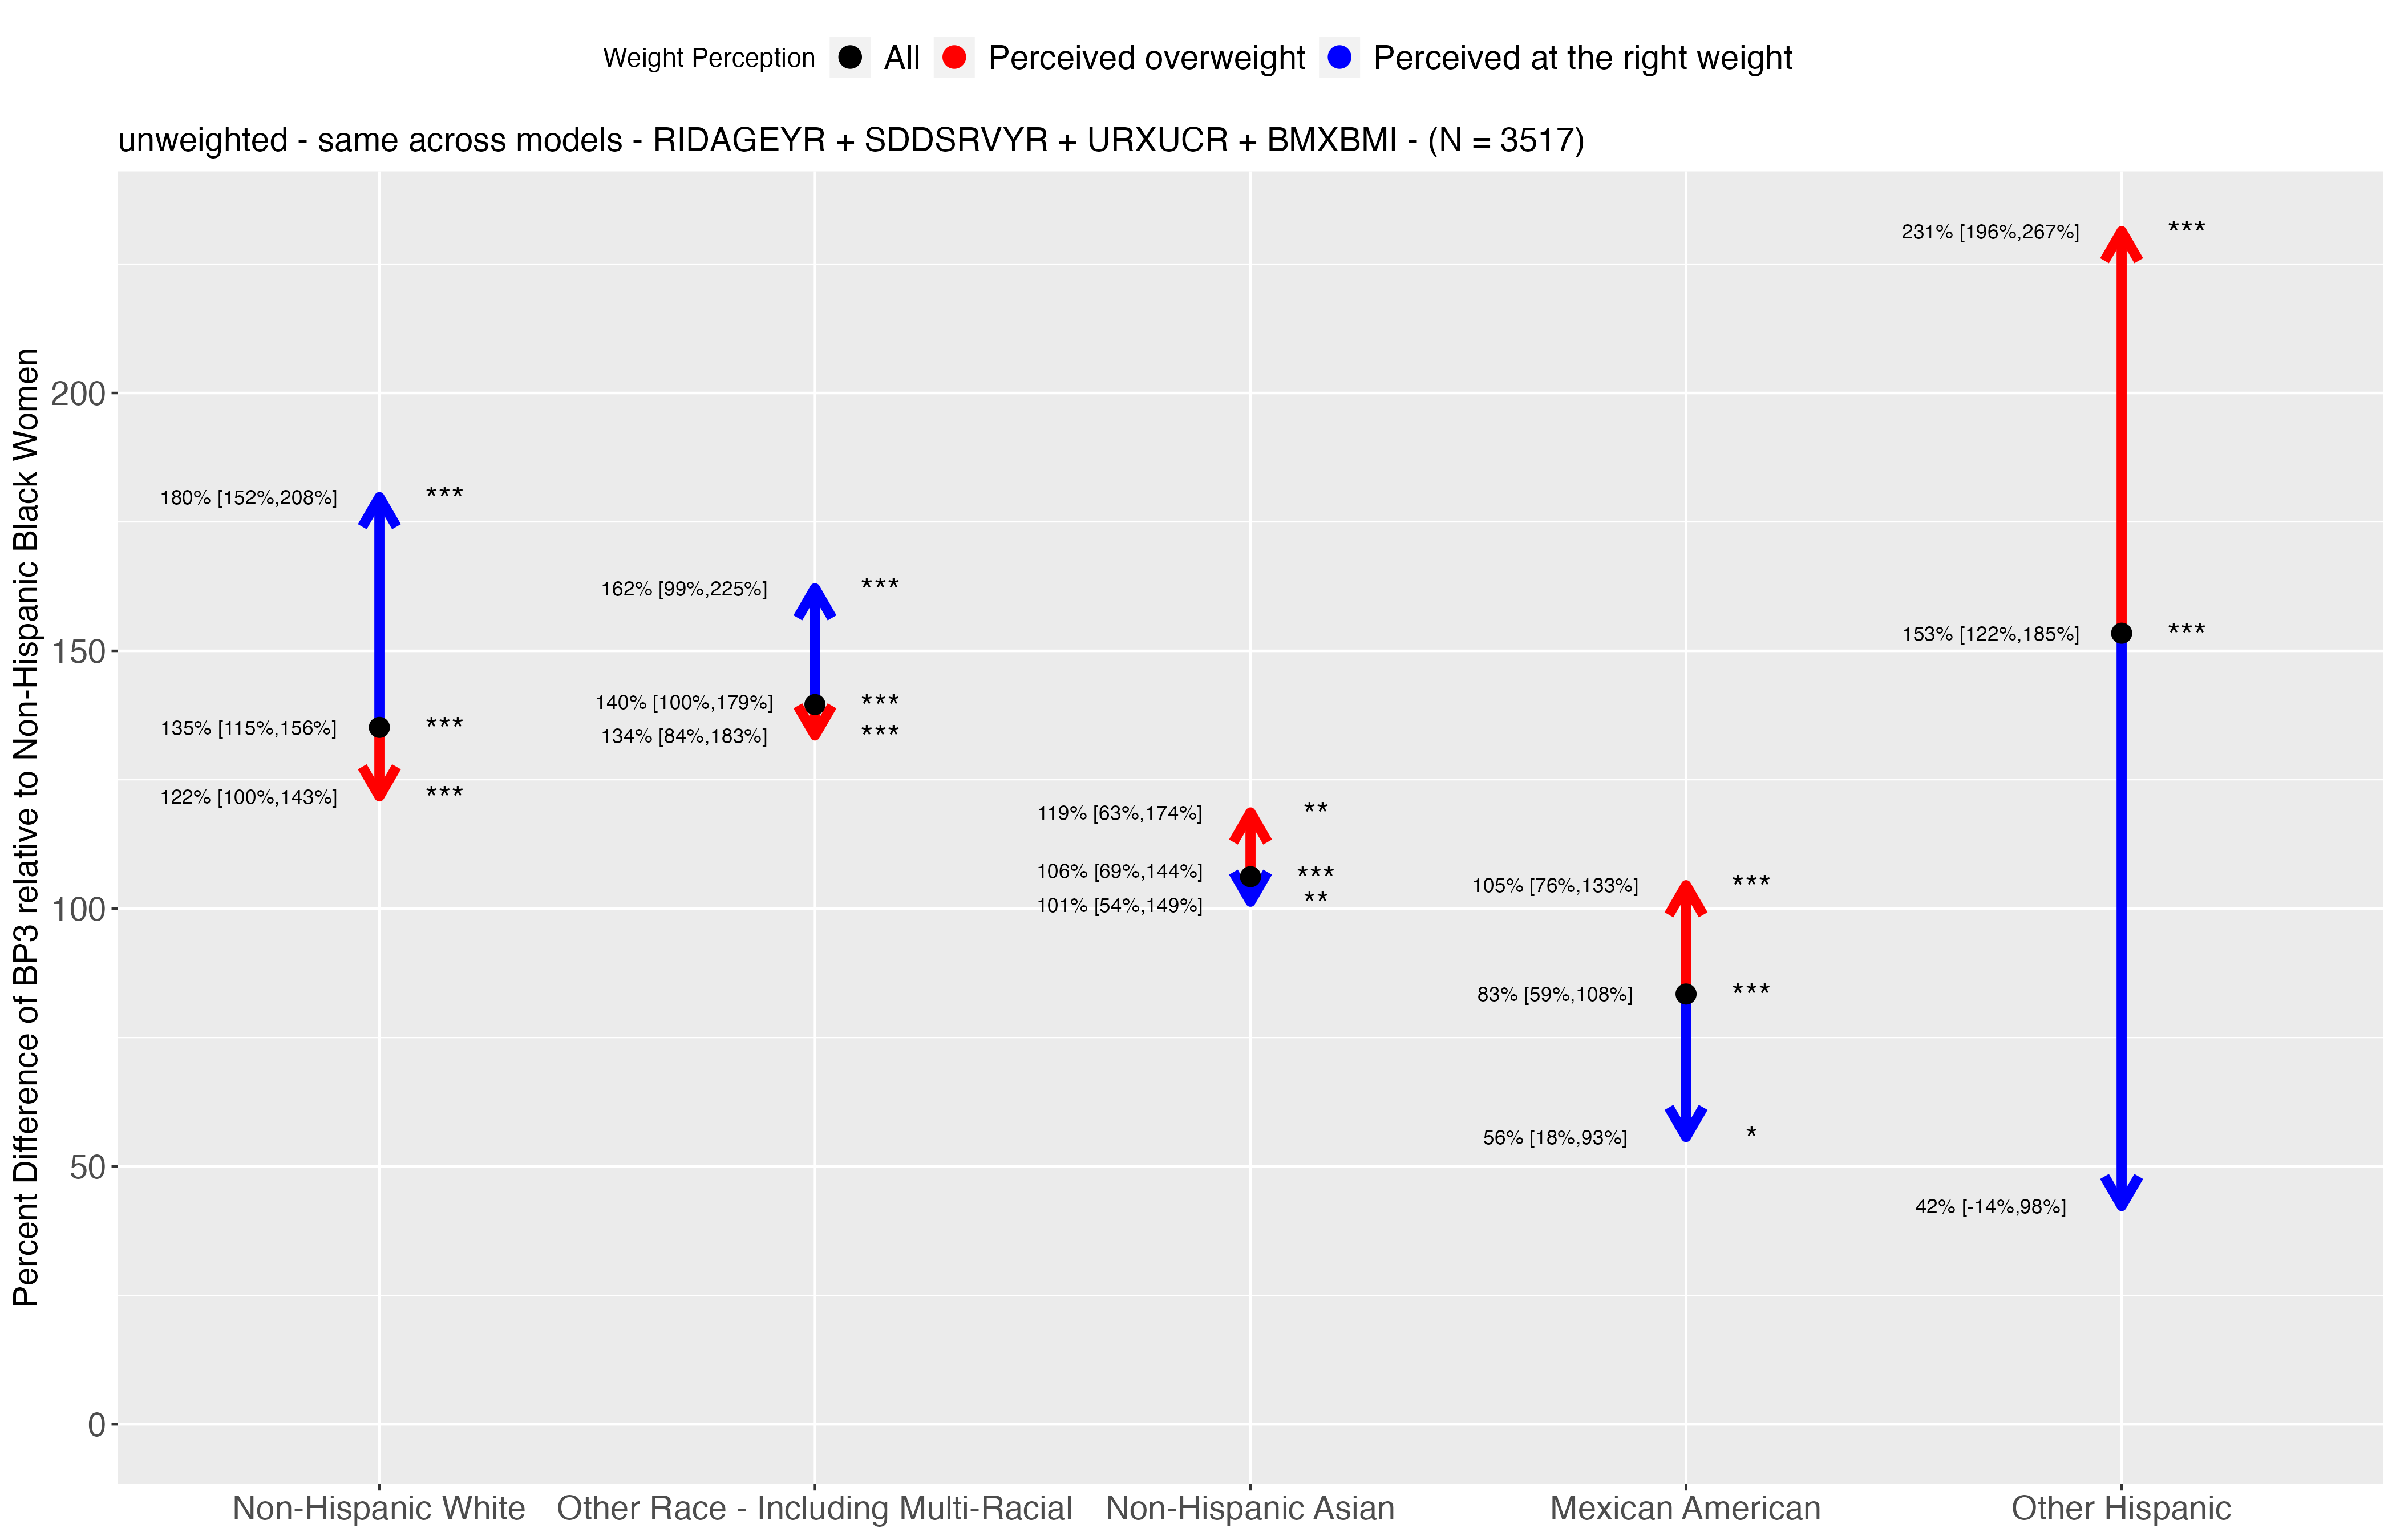 Weight Perception All Perceived overweight Perceived at the right weight
unweighted - same across models - RIDAGEYR + SDDSRVYR + URXUCR + BMXBMI - (N = 3517)
Percent Difference of BP3 relative to Non-Hispanic Black Women
200
150
100
50
0
180% [152%,208%] ***
135% [115%,156%] ***
122% [100%,143%] ***
162% [99%,225%] ***
140% [100%,179%] ***
134% [84%,183%] ***
119% [63%,174%] **
106% [69%,144%] ***
101% [54%,149%] **
105% [76%,133%] ***
83% [59%,108%] ***
56% [18%,93%] *
231% [196%,267%] ***
153% [122%,185%] ***
42% [-14%,98%]
Non-Hispanic White Other Race - Including Multi-Racial Non-Hispanic Asian Mexican American Other Hispanic